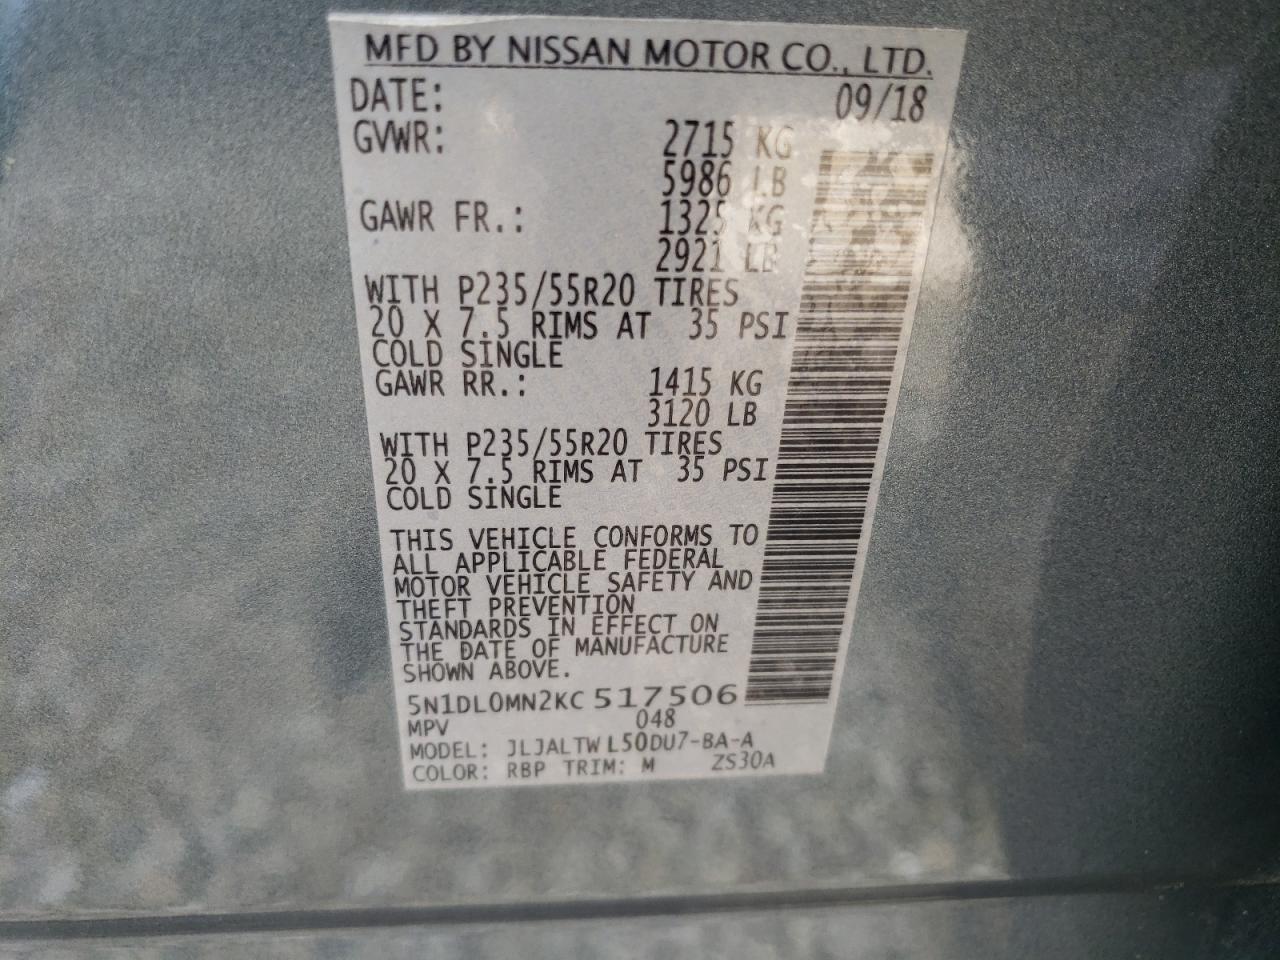 MFD BY NISSAN MOTOR CO., LTD.
DATE: 09/18
GVWR: 2715 KG
5986 LB
GAWR FR.: 1325 KG
2921 LB
WITH P235/55R20 TIRES
20 X 7.5 RIMS AT 35 PSI
COLD SINGLE
GAWR RR.: 1415 KG
3120 LB
WITH P235/55R20 TIRES
20 X 7.5 RIMS AT 35 PSI
COLD SINGLE
THIS VEHICLE CONFORMS TO
ALL APPLICABLE FEDERAL
MOTOR VEHICLE SAFETY AND
THEFT PREVENTION
STANDARDS IN EFFECT ON
THE DATE OF MANUFACTURE
SHOWN ABOVE.
5N1DL0MN2KC517506
MPV 048
MODEL: JLJALTWL50DU7-BA-A
COLOR: RBP TRIM: M ZS30A